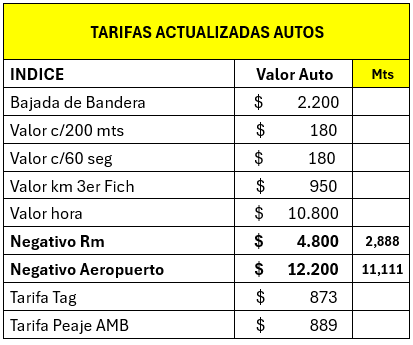 TARIFAS ACTUALIZADAS AUTOS
INDICE Valor Auto Mts
Bajada de Bandera $ 2.200
Valor c/200 mts $ 180
Valor c/60 seg $ 180
Valor km 3er Fich $ 950
Valor hora $ 10.800
Negativo Rm $ 4.800 2,888
Negativo Aeropuerto $ 12.200 11,111
Tarifa Tag $ 873
Tarifa Peaje AMB $ 889